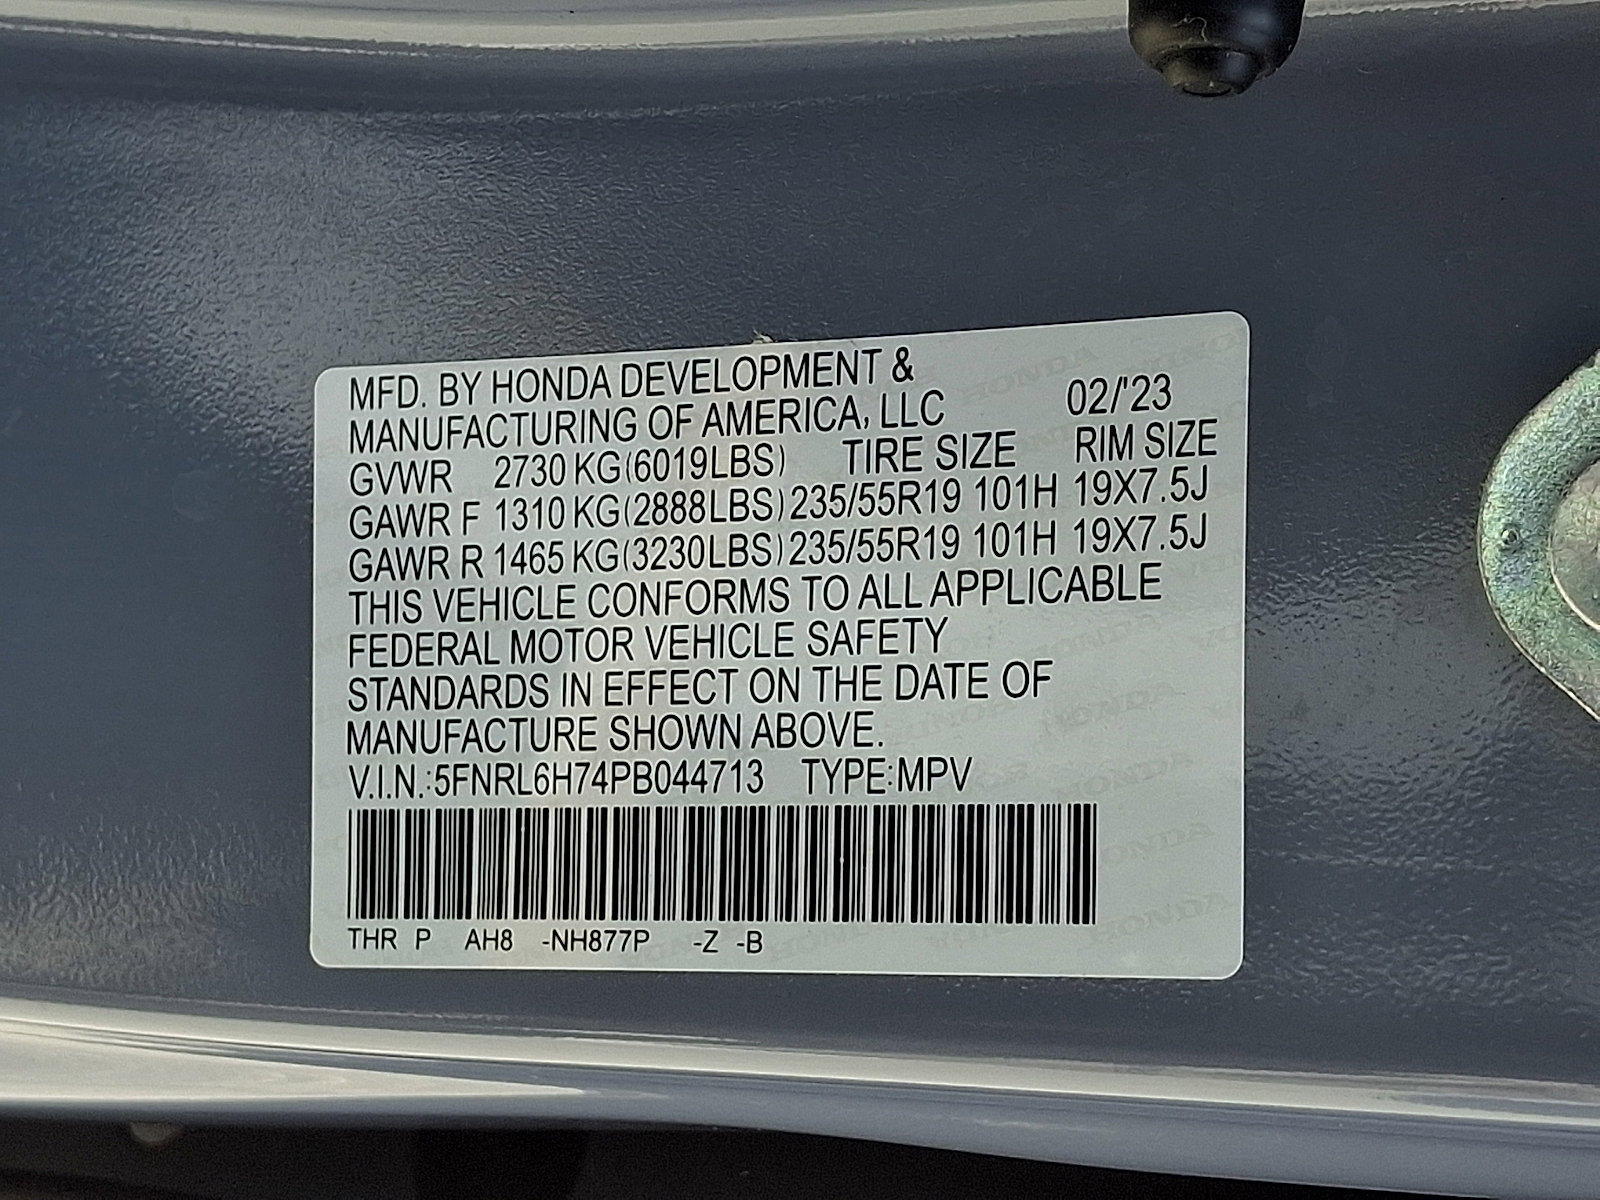 MFD. BY HONDA DEVELOPMENT &
MANUFACTURING OF AMERICA, LLC 02/'23
GVWR 2730 KG(6019LBS) TIRE SIZE RIM SIZE
GAWR F 1310 KG(2888LBS) 235/55R19 101H 19X7.5J
GAWR R 1465 KG(3230LBS) 235/55R19 101H 19X7.5J
THIS VEHICLE CONFORMS TO ALL APPLICABLE
FEDERAL MOTOR VEHICLE SAFETY
STANDARDS IN EFFECT ON THE DATE OF
MANUFACTURE SHOWN ABOVE.
V.I.N.:5FNRL6H74PB044713 TYPE:MPV
THR P AH8 -NH877P -Z -B